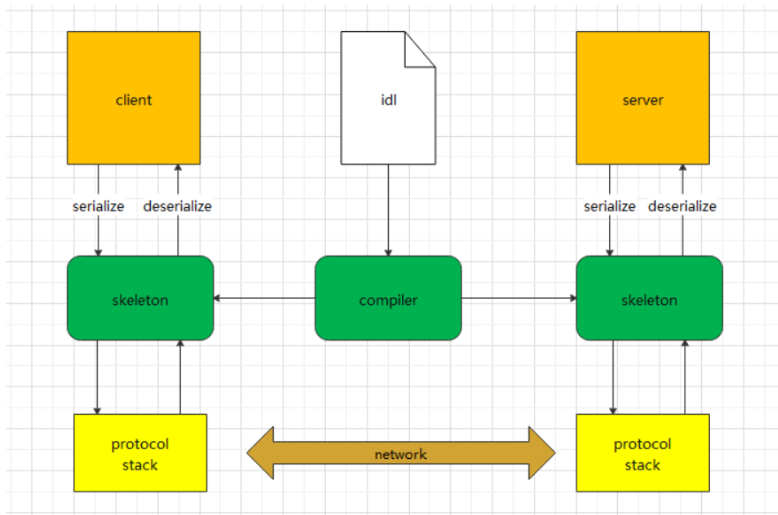 client
idl
server
serialize
deserialize
serialize
deserialize
skeleton
compiler
skeleton
protocol
stack
network
protocol
stack